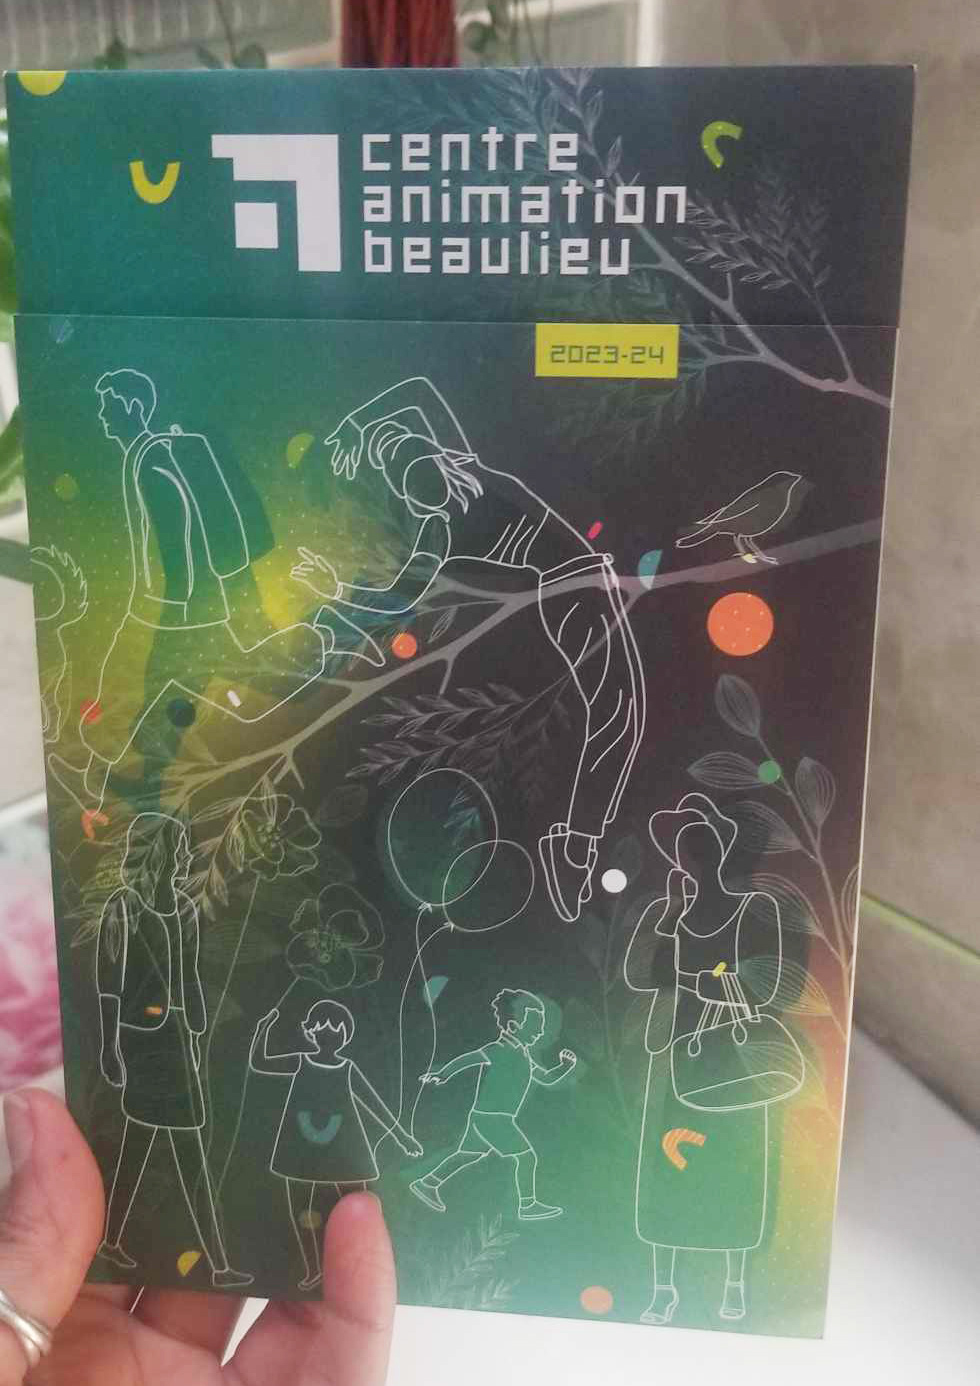 centre
animation
beaulieu
2023-24